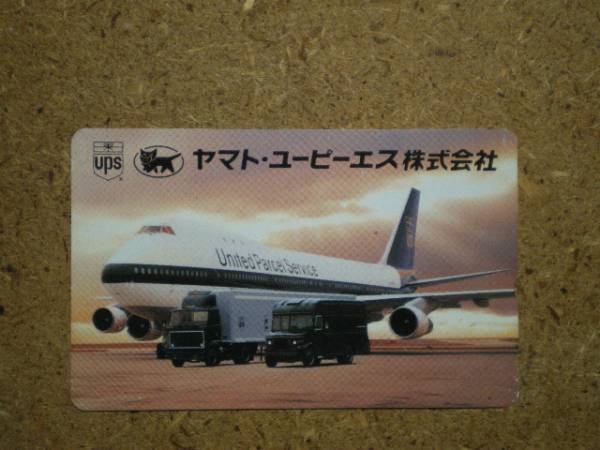 ups
ヤマト・ユーピーエス株式会社
United Parcel Service